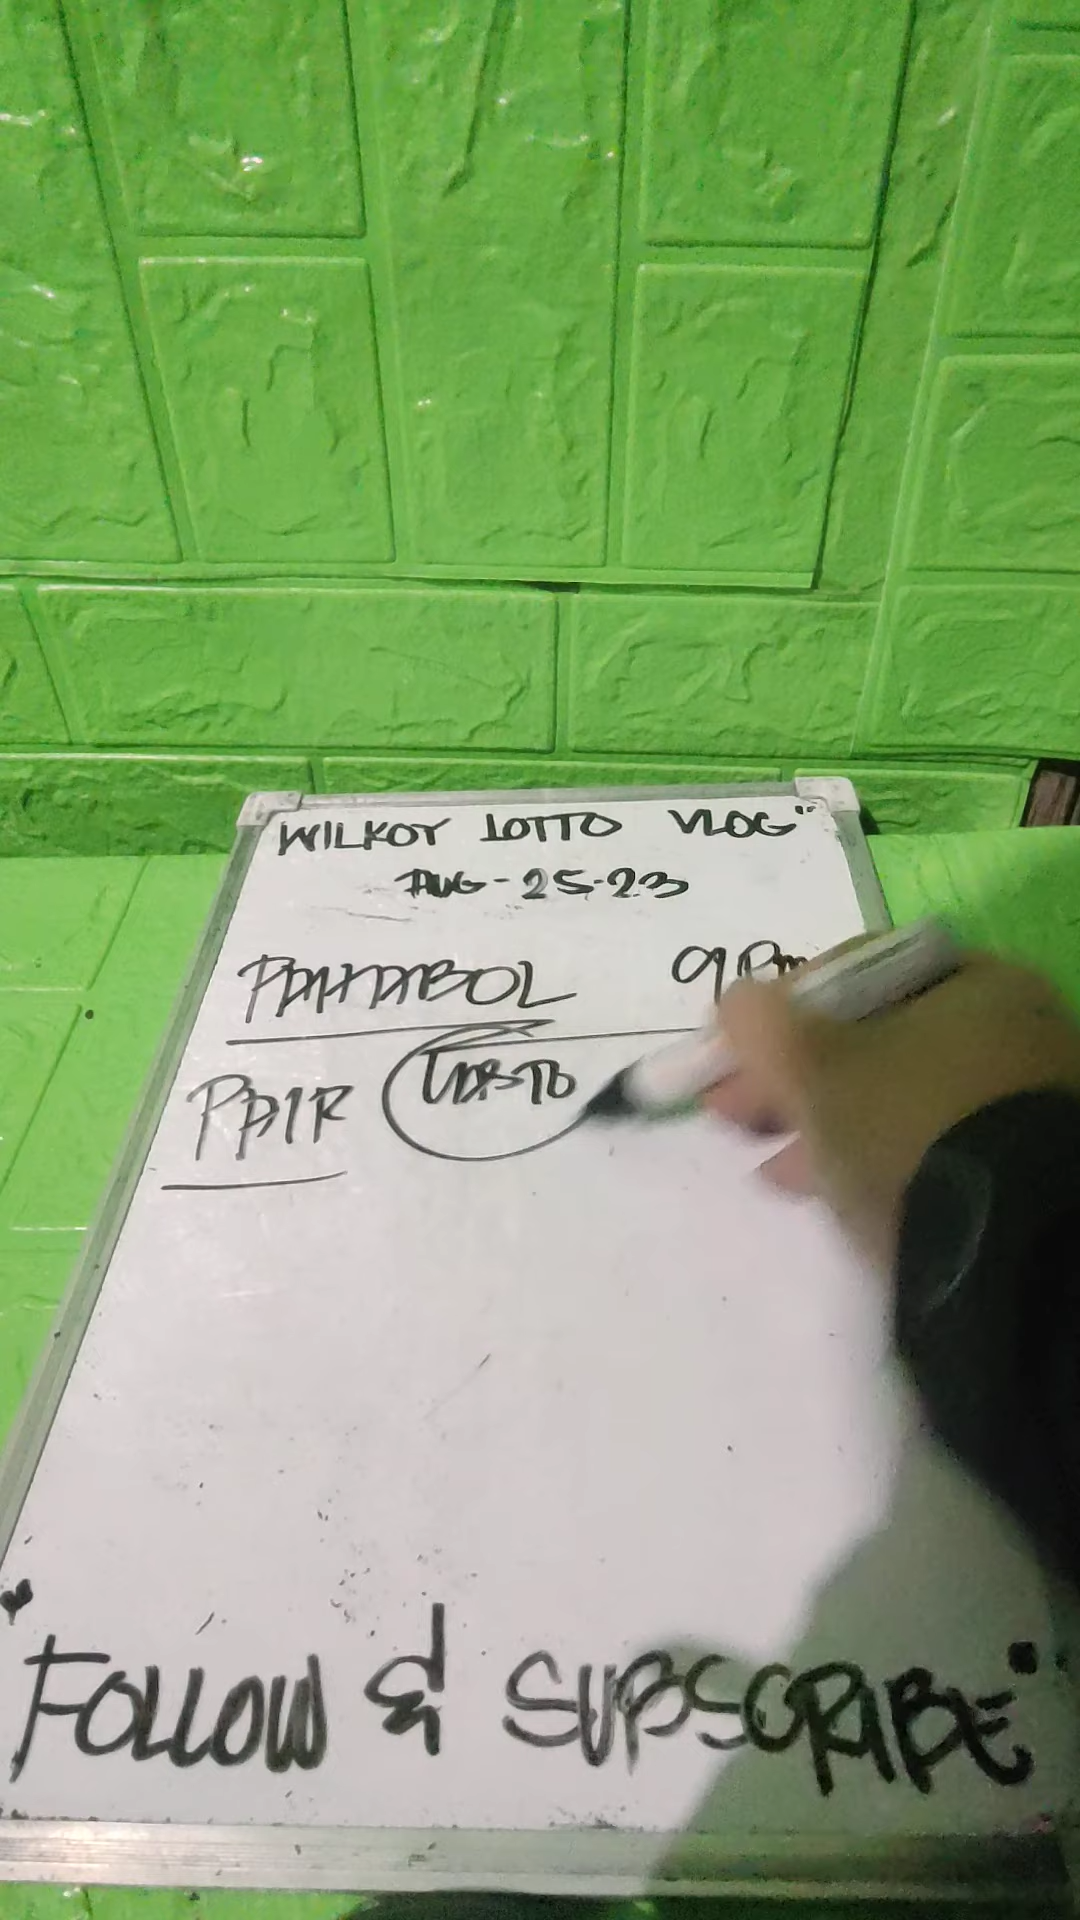 WILKOY LOTTO VLOG"
AUG-25-23
PAHABOL 9Pm
PAIR
"FOLLOW & SUBSCRIBE"